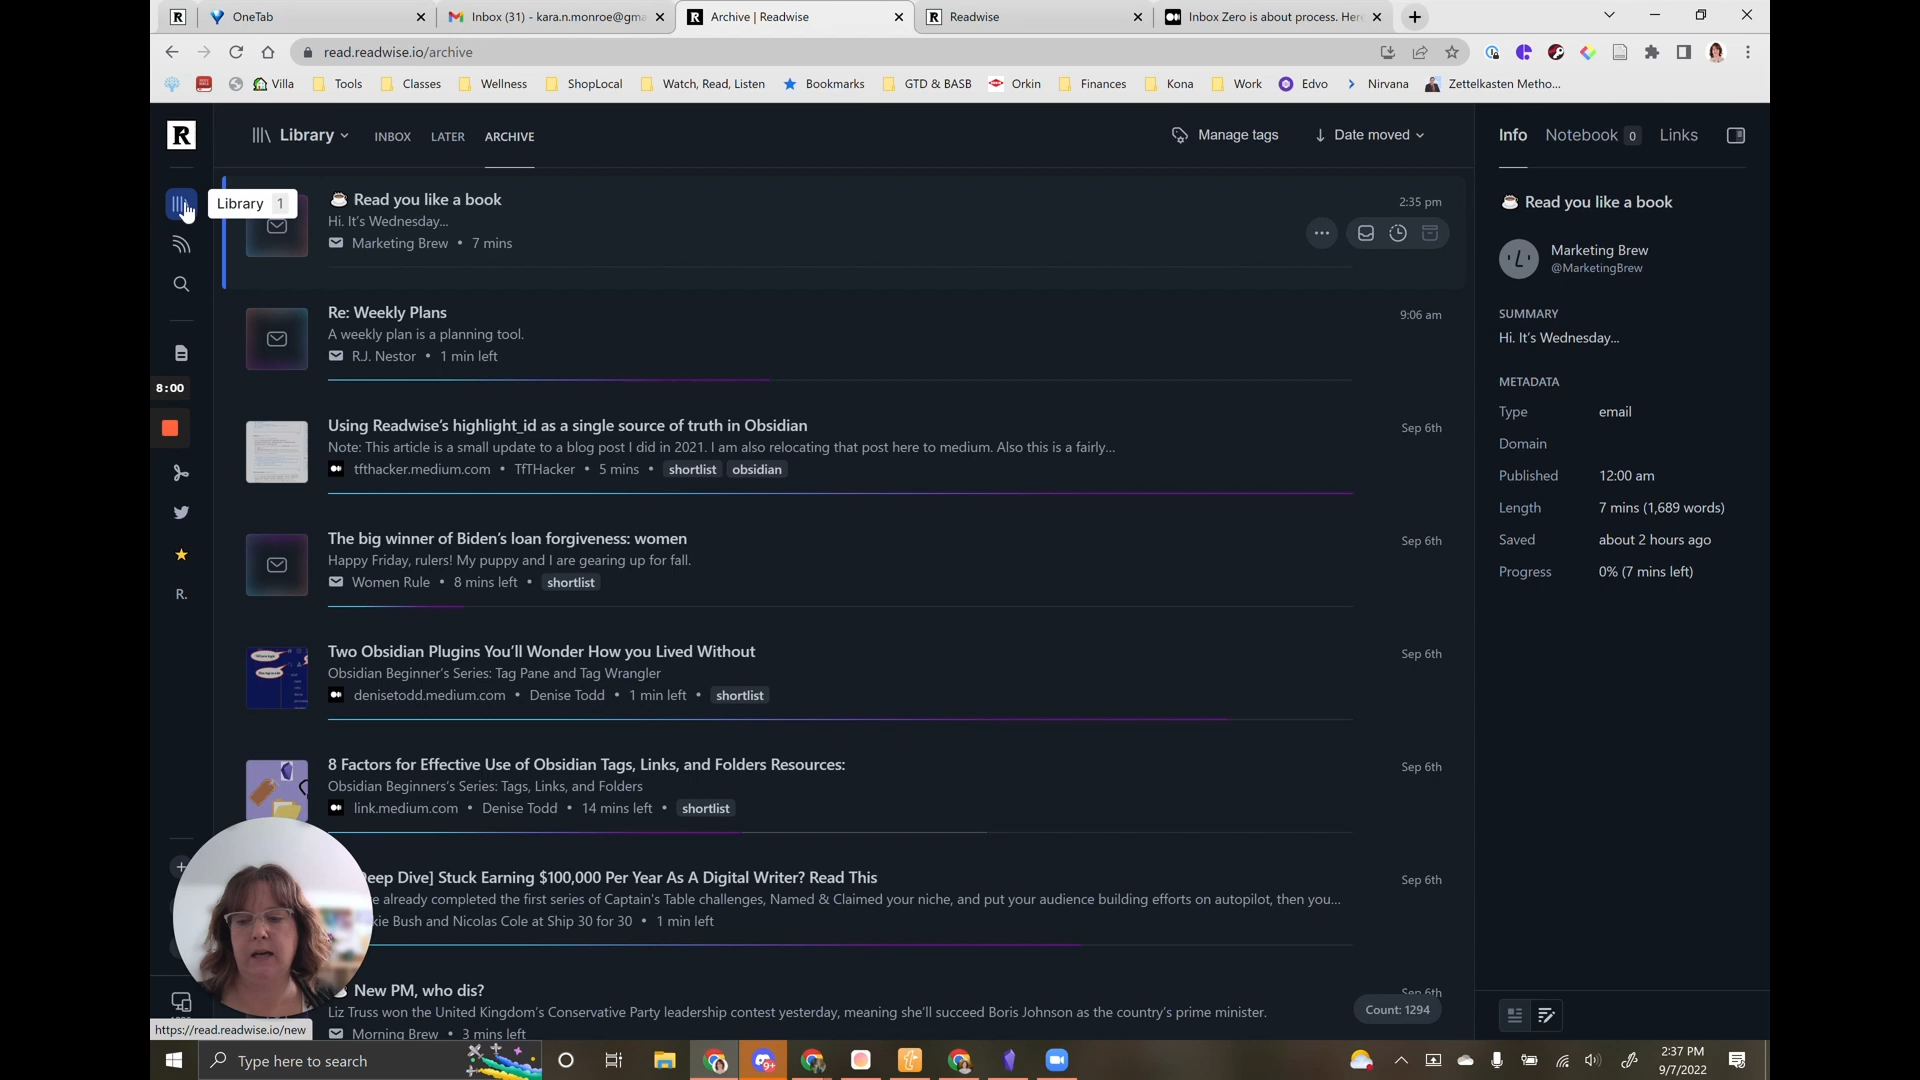 OneTab
Inbox (31) - kara.n.monroe@gma
Archive | Readwise
Readwise
Inbox Zero is about process. Her
read.readwise.io/archive
Villa
Tools
Classes
Wellness
ShopLocal
Watch, Read, Listen
Bookmarks
GTD & BASB
Orkin
Finances
Kona
Work
Edvo
Nirvana
Zettelkasten Metho...
R
Library
INBOX
LATER
ARCHIVE
Manage tags
Date moved
Info
Notebook 0
Links
Library 1
Read you like a book
2:35 pm
Hi. It's Wednesday...
Marketing Brew • 7 mins
Re: Weekly Plans
9:06 am
A weekly plan is a planning tool.
R.J. Nestor • 1 min left
8:00
Using Readwise's highlight_id as a single source of truth in Obsidian
Sep 6th
Note: This article is a small update to a blog post I did in 2021. I am also relocating that post here to medium. Also this is a fairly...
tfthacker.medium.com • TfTHacker • 5 mins • shortlist obsidian
The big winner of Biden's loan forgiveness: women
Sep 6th
Happy Friday, rulers! My puppy and I are gearing up for fall.
Women Rule • 8 mins left • shortlist
R.
Two Obsidian Plugins You'll Wonder How you Lived Without
Sep 6th
Obsidian Beginner's Series: Tag Pane and Tag Wrangler
denisetodd.medium.com • Denise Todd • 1 min left • shortlist
8 Factors for Effective Use of Obsidian Tags, Links, and Folders Resources:
Sep 6th
Obsidian Beginners's Series: Tags, Links, and Folders
link.medium.com • Denise Todd • 14 mins left • shortlist
eep Dive] Stuck Earning $100,000 Per Year As A Digital Writer? Read This
Sep 6th
e already completed the first series of Captain's Table challenges, Named & Claimed your niche, and put your audience building efforts on autopilot, then you...
kie Bush and Nicolas Cole at Ship 30 for 30 • 1 min left
New PM, who dis?
Sep 6th
Liz Truss won the United Kingdom's Conservative Party leadership contest yesterday, meaning she'll succeed Boris Johnson as the country's prime minister.
Morning Brew • 3 mins left
Count: 1294
https://read.readwise.io/new
Read you like a book
Marketing Brew
@MarketingBrew
SUMMARY
Hi. It's Wednesday...
METADATA
Type email
Domain
Published 12:00 am
Length 7 mins (1,689 words)
Saved about 2 hours ago
Progress 0% (7 mins left)
Type here to search
9+
2:37 PM
9/7/2022